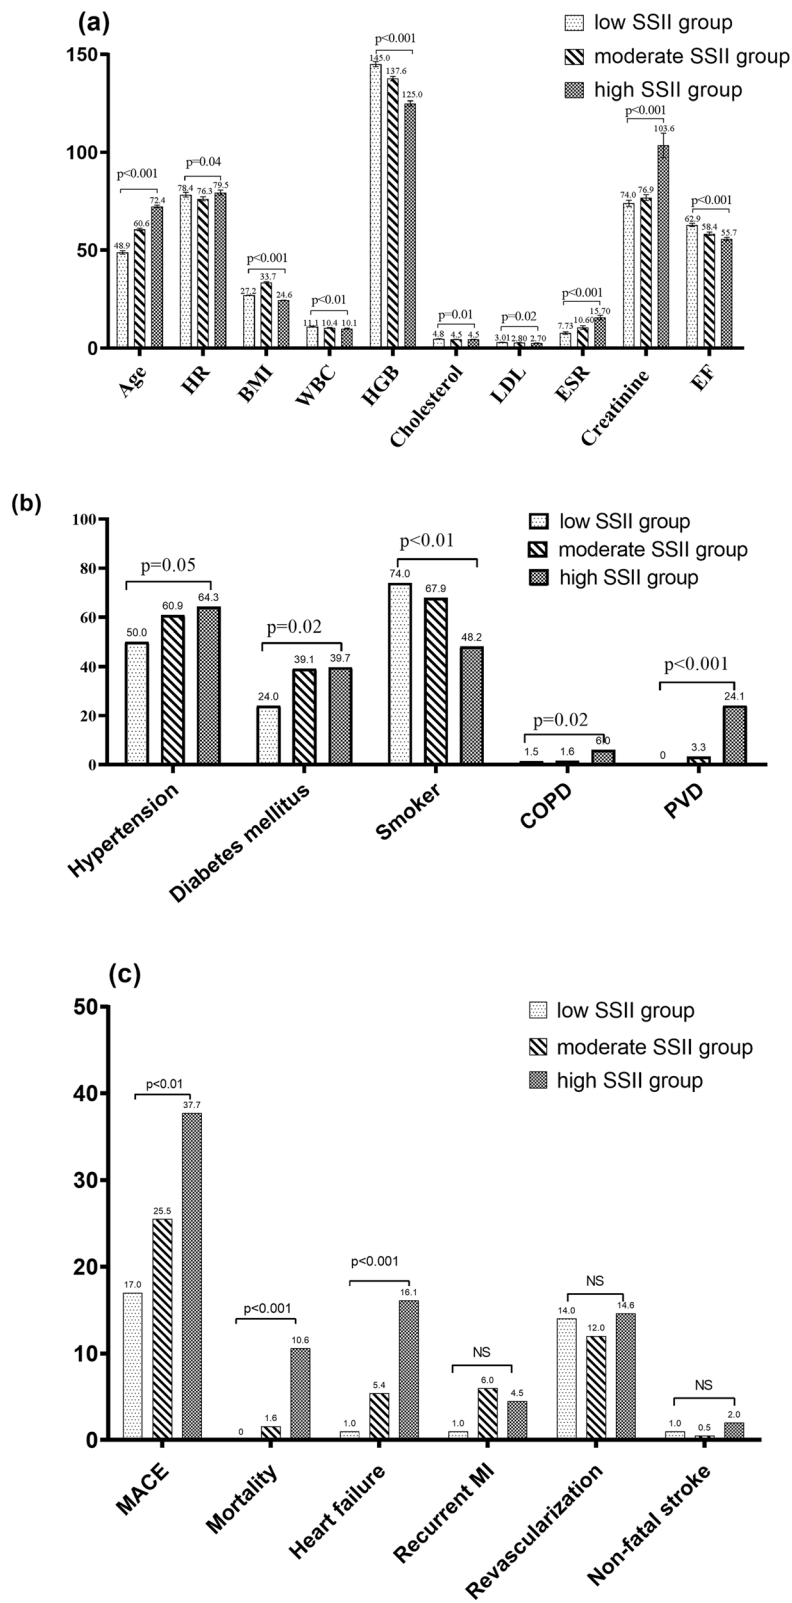 (a)
low SSII group
moderate SSII group
high SSII group
150
100
50
0
p<0.001
48.9
60.6
72.4
p=0.04
78.4
76.3
79.5
p<0.001
27.2
33.7
24.6
p<0.01
11.1
10.4
10.1
p<0.001
145.0
137.6
125.0
p=0.01
4.8
4.5
4.5
p=0.02
3.01
2.80
2.70
p<0.001
7.73
10.60
15.70
p<0.001
74.0
76.9
103.6
p<0.001
62.9
58.4
55.7
Age
HR
BMI
WBC
HGB
Cholesterol
LDL
ESR
Creatinine
EF
(b)
low SSII group
moderate SSII group
high SSII group
100
80
60
40
20
0
p=0.05
50.0
60.9
64.3
p=0.02
24.0
39.1
39.7
p<0.01
74.0
67.9
48.2
p=0.02
1.5
1.6
6.0
p<0.001
0
3.3
24.1
Hypertension
Diabetes mellitus
Smoker
COPD
PVD
(c)
low SSII group
moderate SSII group
high SSII group
50
40
30
20
10
0
p<0.01
17.0
25.5
37.7
p<0.001
0
1.6
10.6
p<0.001
1.0
5.4
16.1
NS
1.0
6.0
4.5
NS
14.0
12.0
14.6
NS
1.0
0.5
2.0
MACE
Mortality
Heart failure
Recurrent MI
Revascularization
Non-fatal stroke